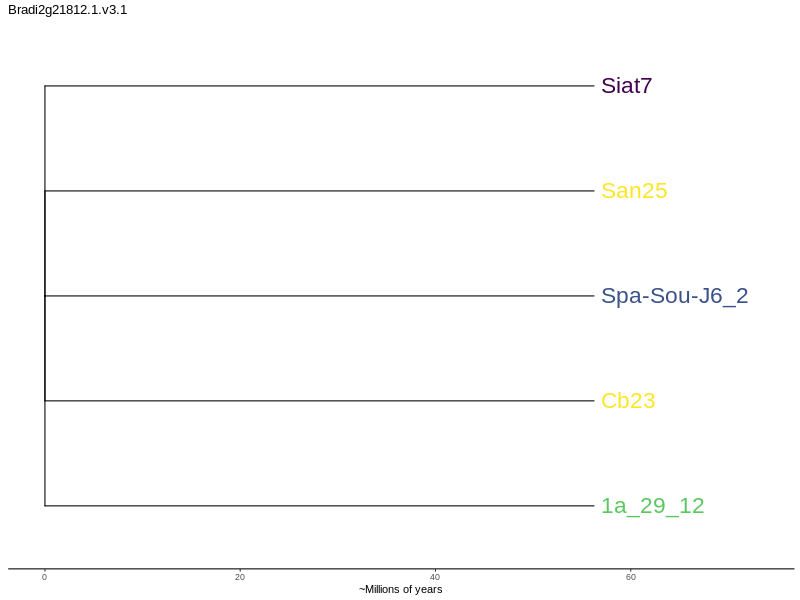 Bradi2g21812.1.v3.1
Siat7
San25
Spa-Sou-J6_2
Cb23
1a_29_12
0 20 40 60
~Millions of years